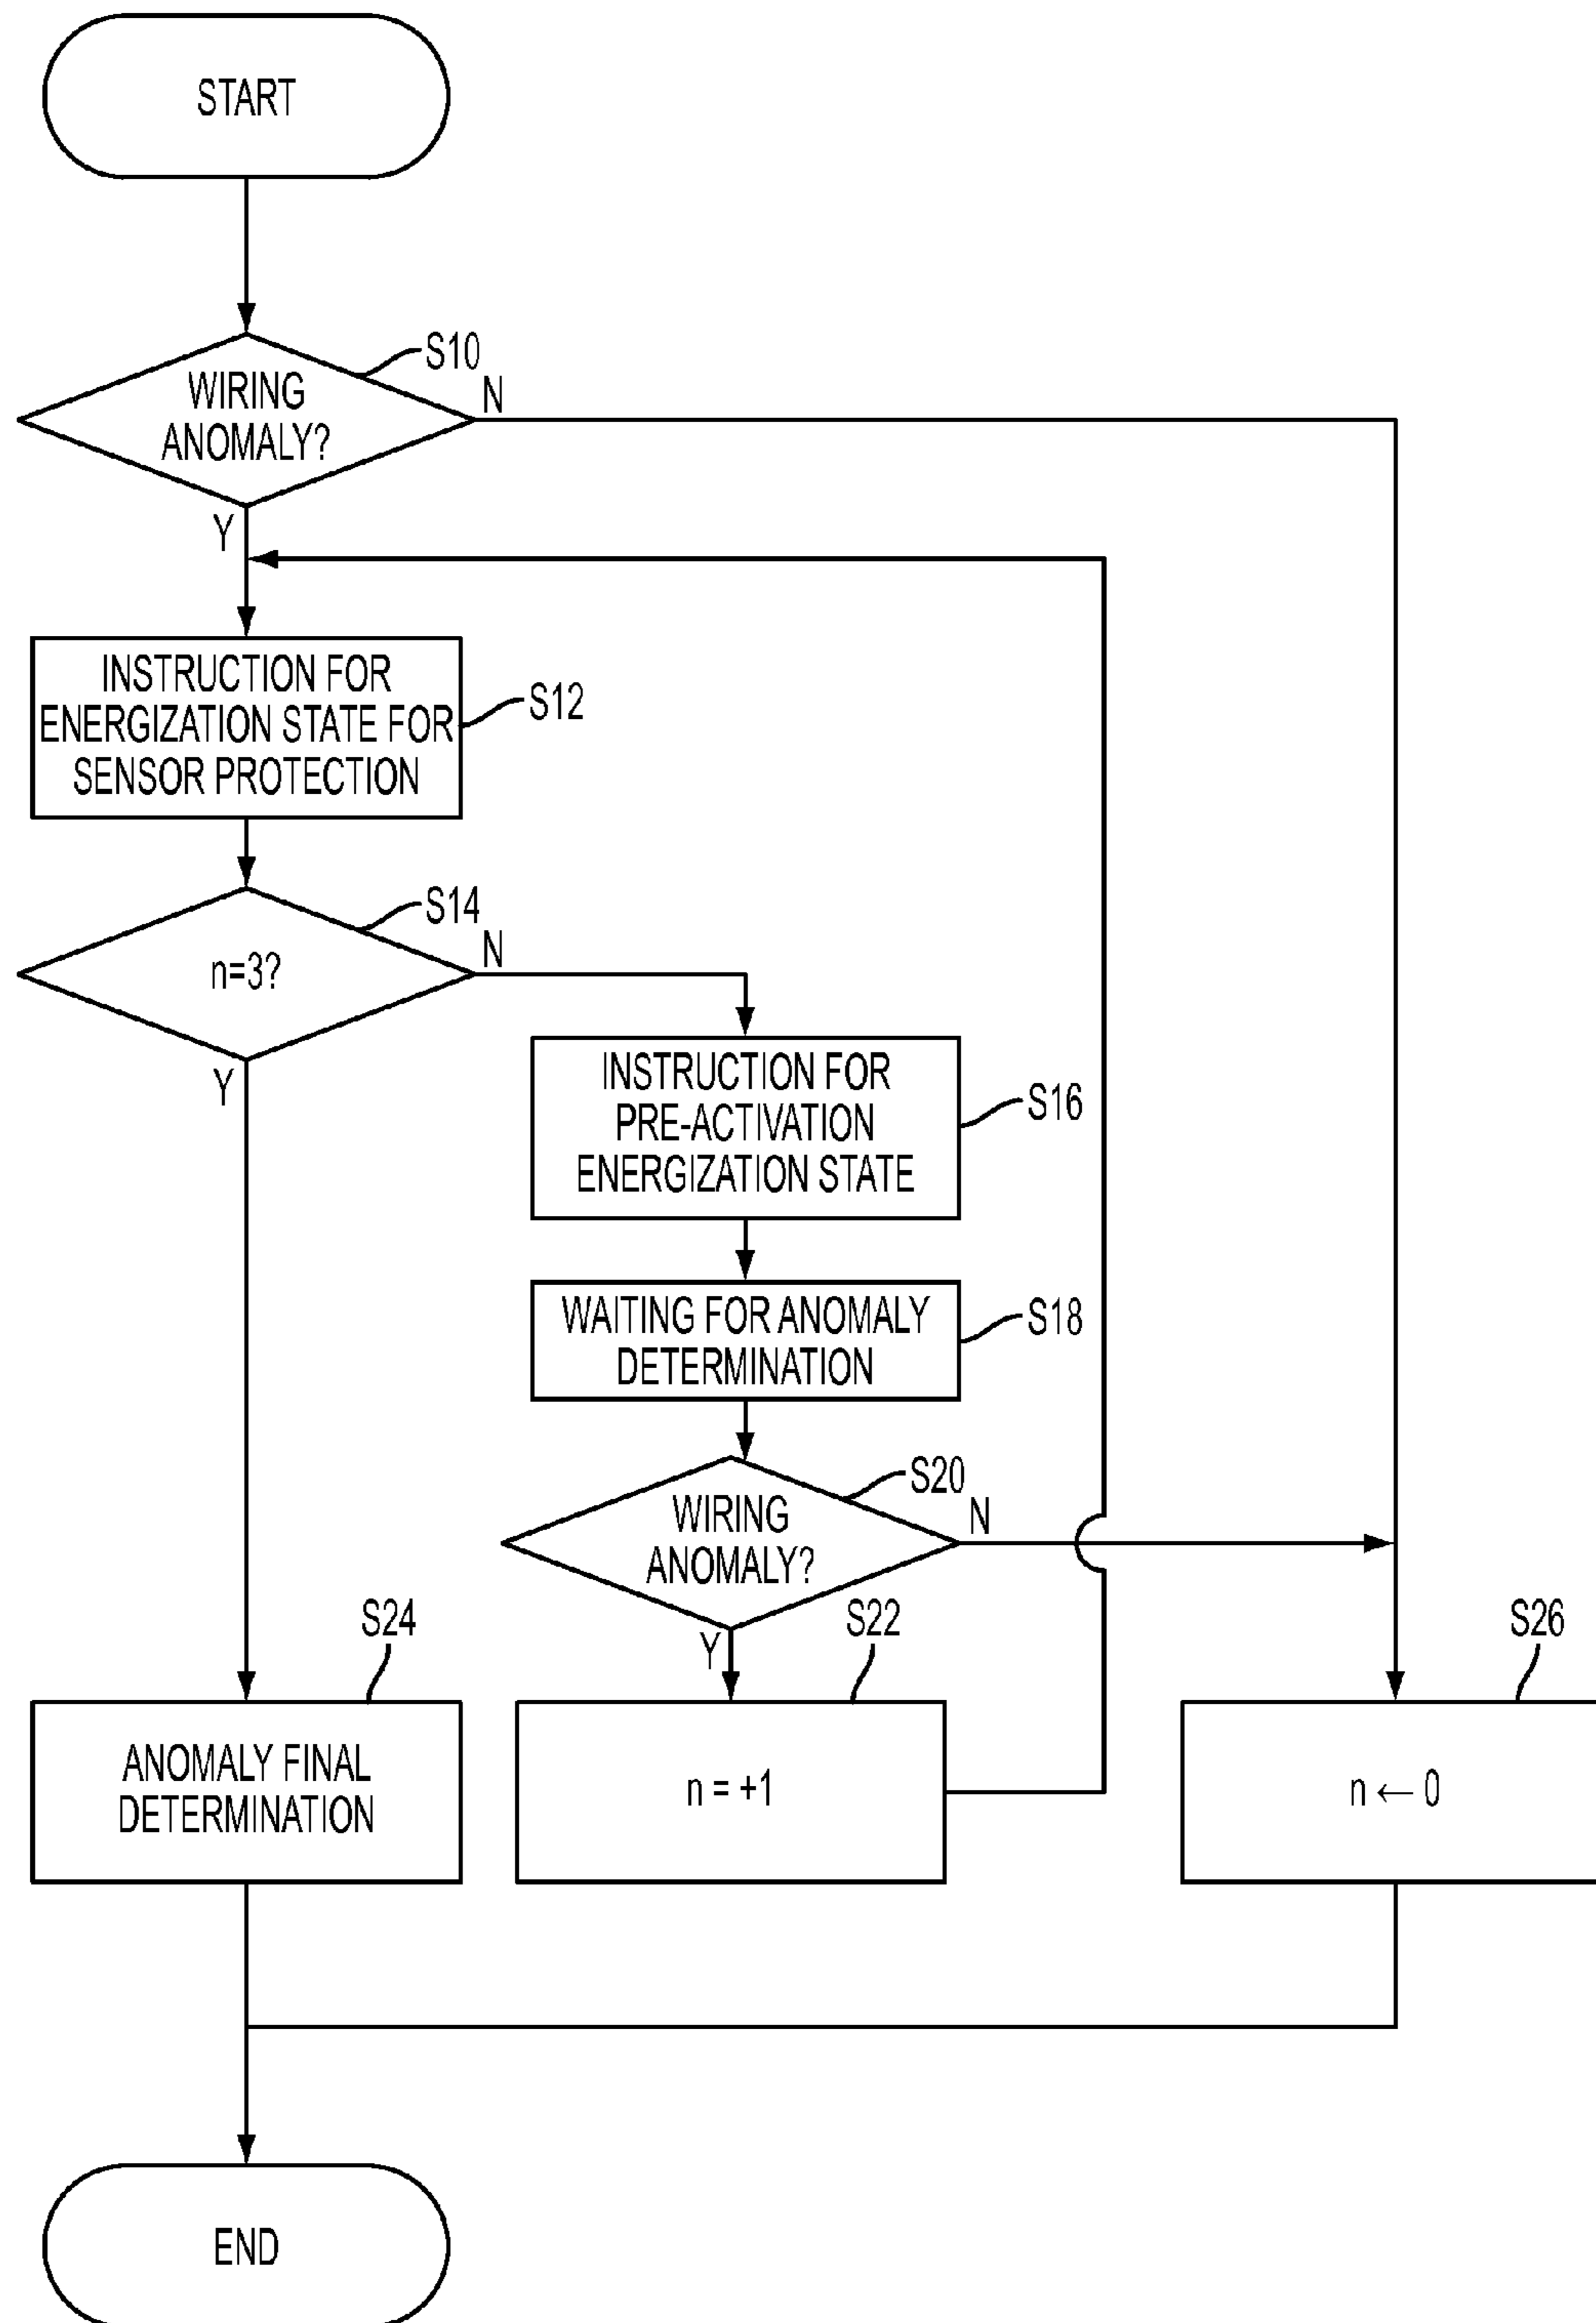 START
S10
WIRING
ANOMALY?
N
Y
INSTRUCTION FOR
ENERGIZATION STATE FOR
SENSOR PROTECTION
S12
S14
n=3?
N
Y
INSTRUCTION FOR
PRE-ACTIVATION
ENERGIZATION STATE
S16
WAITING FOR ANOMALY
DETERMINATION
S18
S20
WIRING
ANOMALY?
N
Y
S24
S22
S26
ANOMALY FINAL
DETERMINATION
n = +1
n ← 0
END